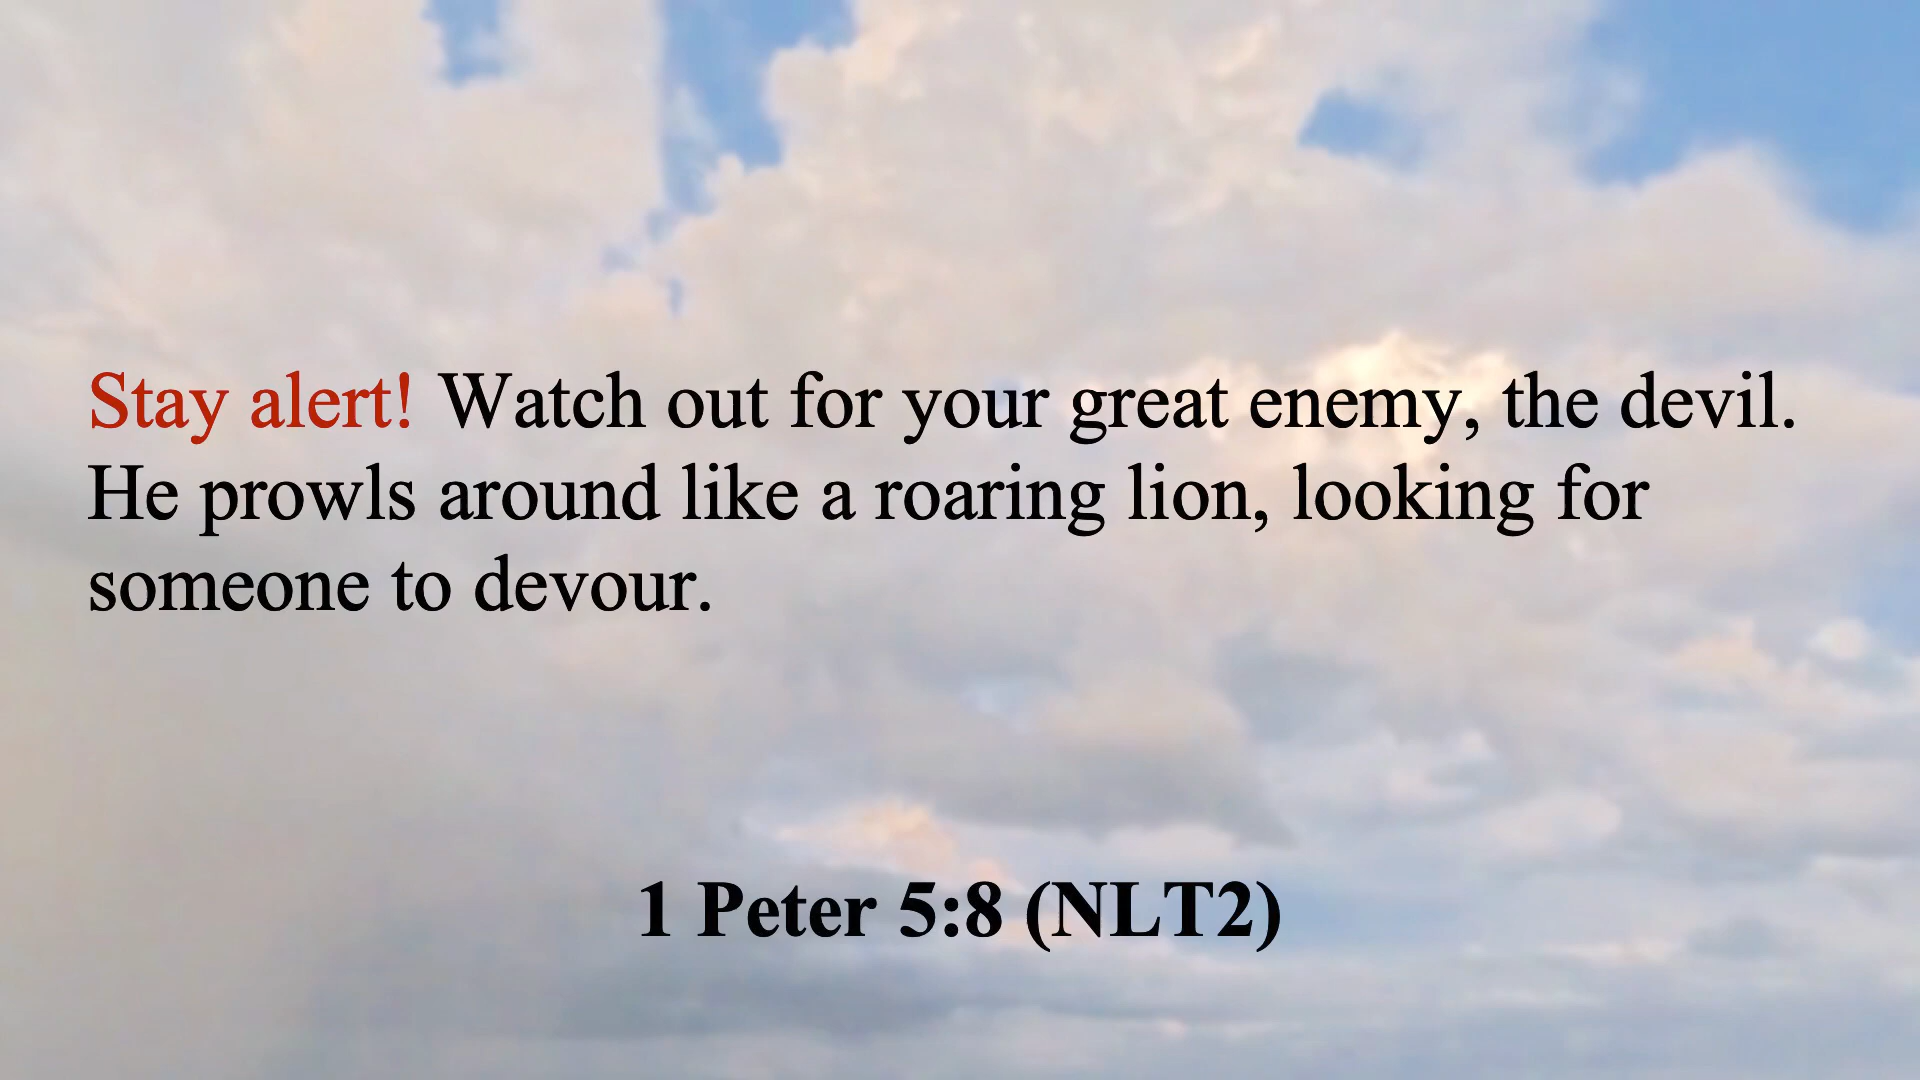 Stay alert! Watch out for your great enemy, the devil.
He prowls around like a roaring lion, looking for
someone to devour.
1 Peter 5:8 (NLT2)